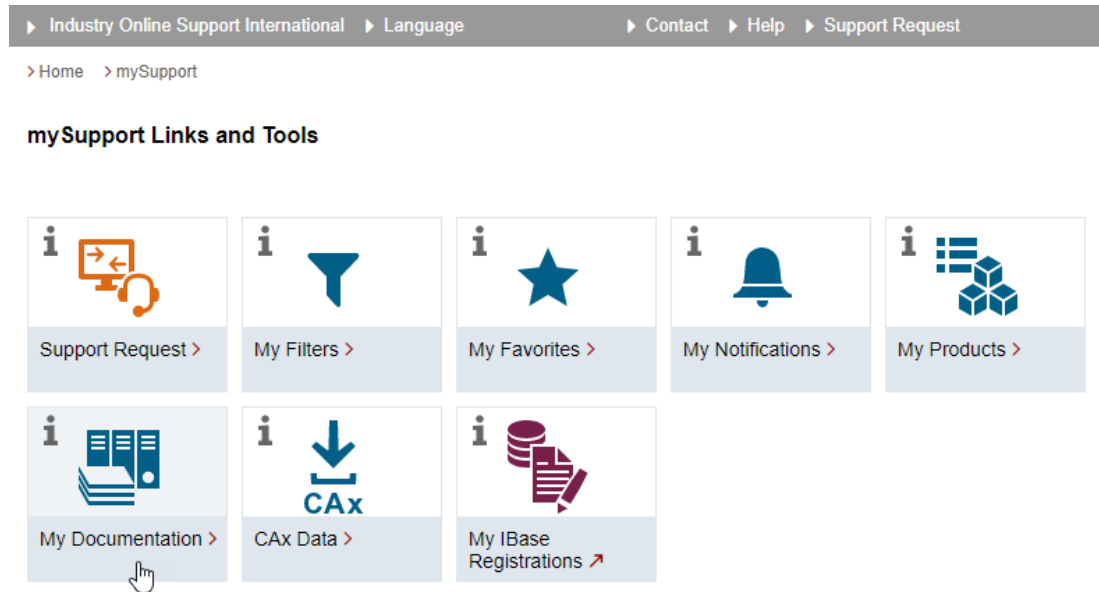 Industry Online Support International Language Contact Help Support Request
> Home > mySupport
mySupport Links and Tools
i i i i i
Support Request > My Filters > My Favorites > My Notifications > My Products >
i i i
CAx
My Documentation > CAx Data > My IBase
Registrations